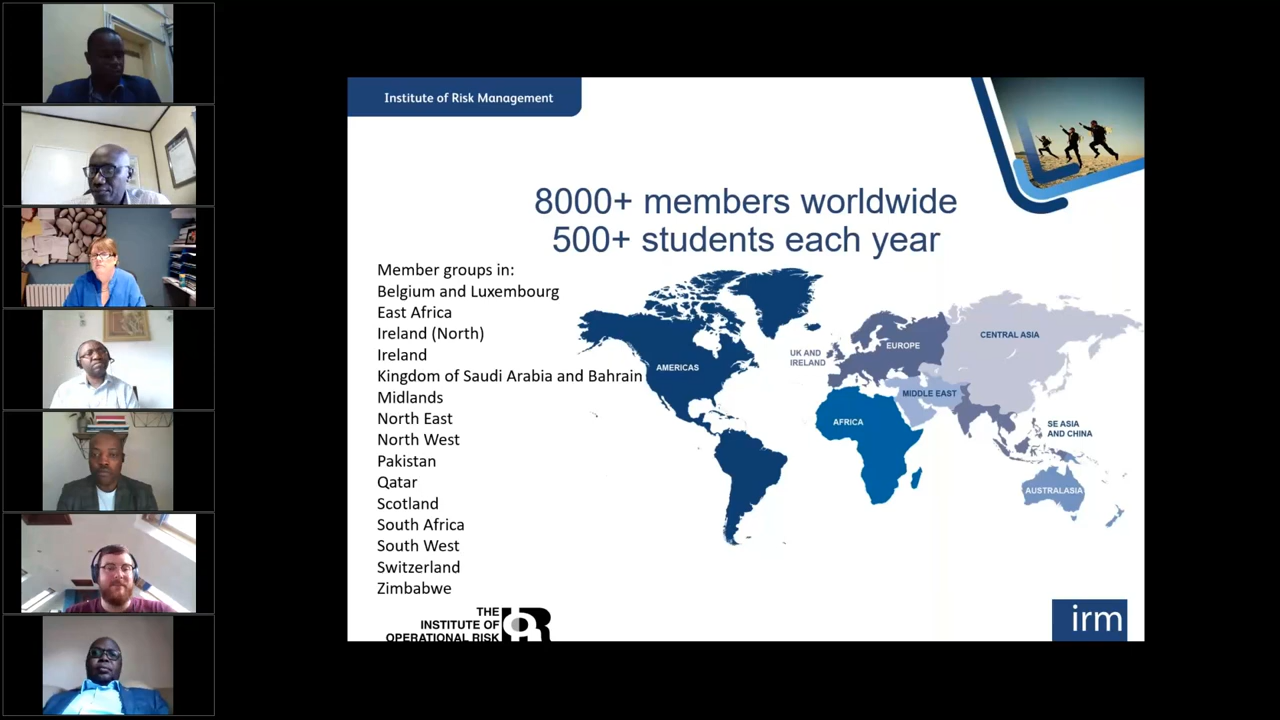 Institute of Risk Management
8000+ members worldwide
500+ students each year
Member groups in:
Belgium and Luxembourg
East Africa
Ireland (North)
Ireland
Kingdom of Saudi Arabia and Bahrain
Midlands
North East
North West
Pakistan
Qatar
Scotland
South Africa
South West
Switzerland
Zimbabwe
AMERICAS
UK AND
IRELAND
EUROPE
CENTRAL ASIA
MIDDLE EAST
AFRICA
SE ASIA
AND CHINA
AUSTRALASIA
THE
INSTITUTE OF
OPERATIONAL RISK
irm